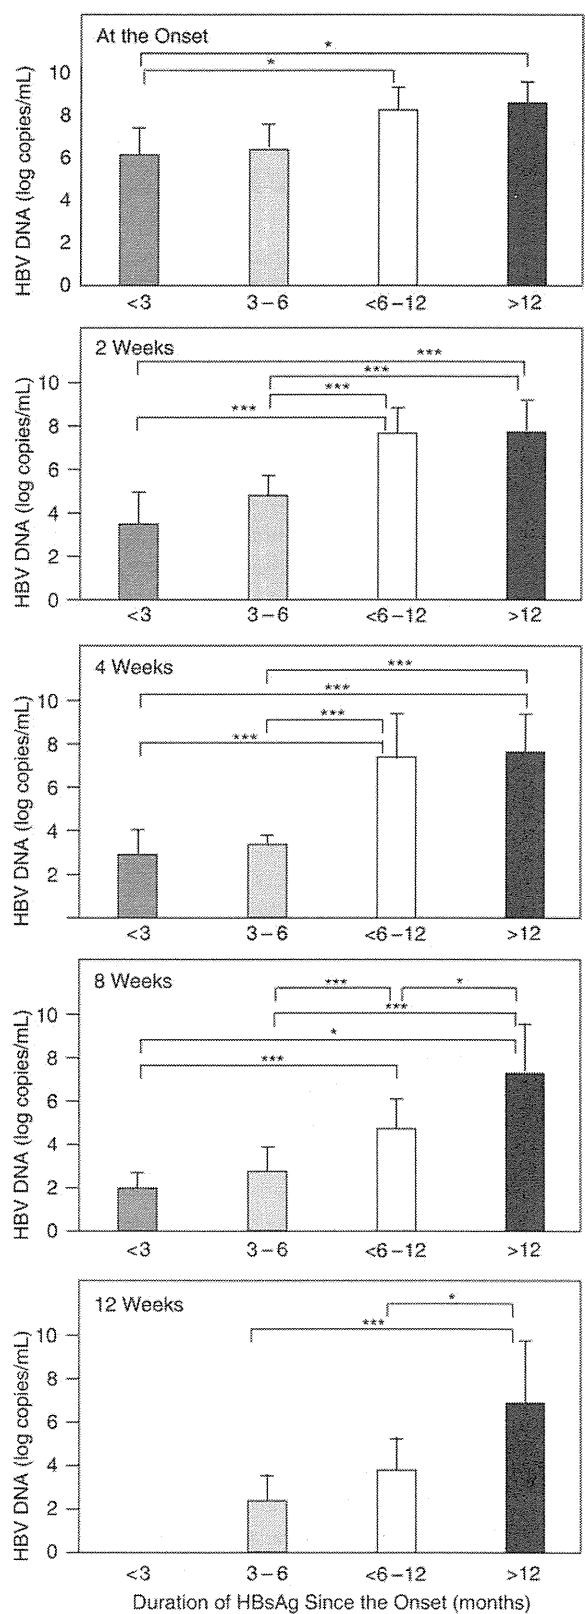 At the Onset
*
*
HBV DNA (log copies/mL)
10
8
6
4
2
0
<3 3–6 <6–12 >12
2 Weeks
***
***
***
***
HBV DNA (log copies/mL)
10
8
6
4
2
0
<3 3–6 <6–12 >12
4 Weeks
***
***
***
***
HBV DNA (log copies/mL)
10
8
6
4
2
<3 3–6 <6–12 >12
8 Weeks
*** *
***
*
***
HBV DNA (log copies/mL)
10
8
6
4
2
0
<3 3–6 <6–12 >12
12 Weeks
*
***
HBV DNA (log copies/mL)
10
8
6
4
2
0
<3 3–6 <6–12 >12
Duration of HBsAg Since the Onset (months)